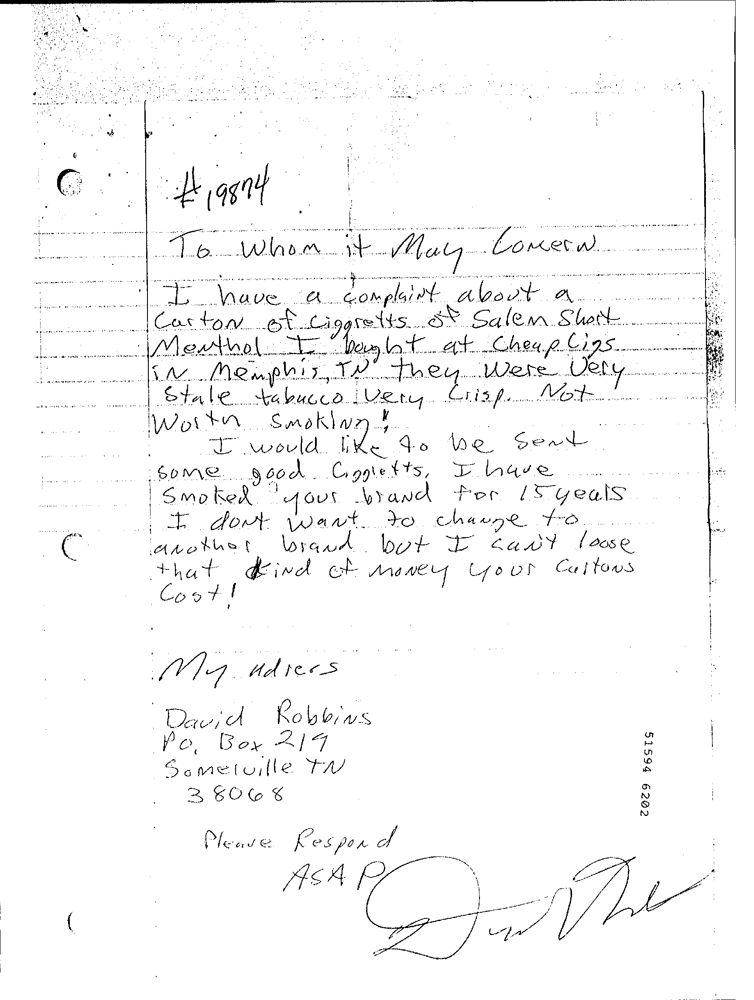 #19874
To Whom it May Concern
I have a complaint about a
Carton of Ciggretts of Salem Short
Menthol I bought at Cheap Cigs
in Memphis, TN they were Very
Stale tabacco Very Crisp. Not
Worth Smoking!
I would like to be Sent
some good Ciggietts, I have
Smoked your brand for 15 years
I dont want to change to
another brand but I can't loose
that kind of money your Cartons
Cost!
My adress
David Robbins
Po. Box 219
Somerville TN
38068
Please Respond
ASAP
51594 6202